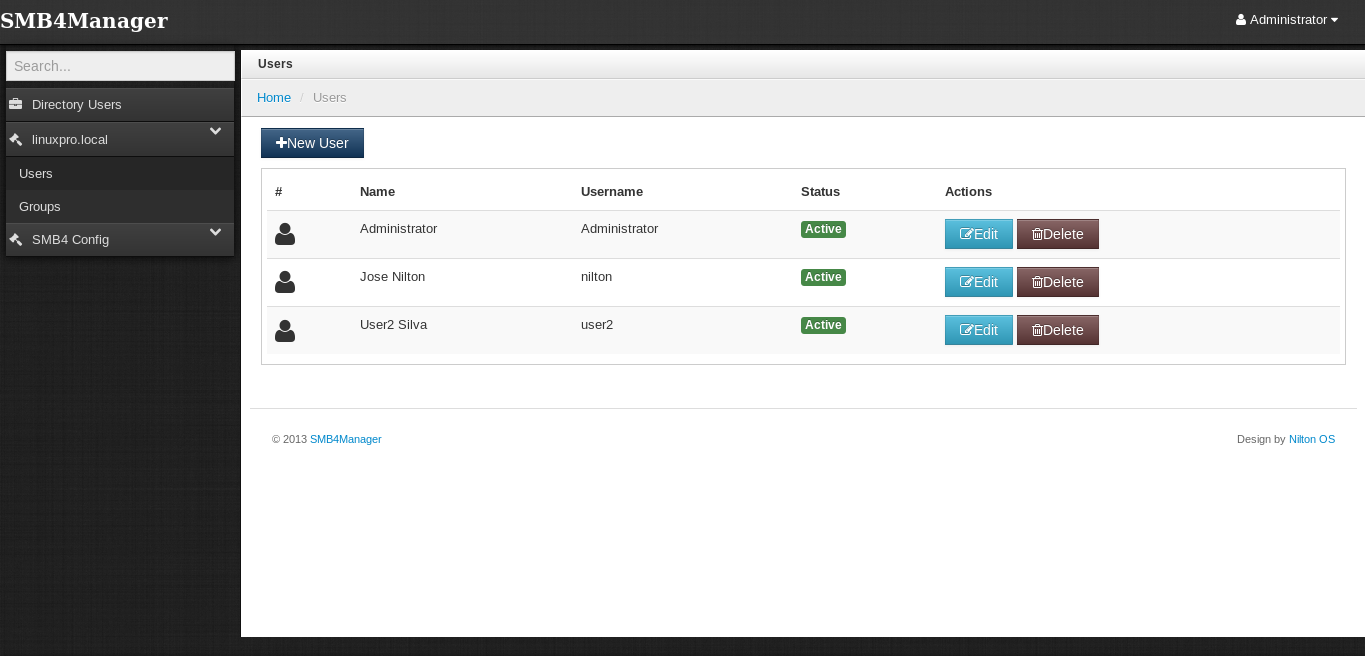 SMB4Manager
Administrator
Search...
Directory Users
linuxpro.local
Users
Groups
SMB4 Config
Users
Home / Users
New User
# Name Username Status Actions
Administrator Administrator Active Edit Delete
Jose Nilton nilton Active Edit Delete
User2 Silva user2 Active Edit Delete
© 2013 SMB4Manager
Design by Nilton OS